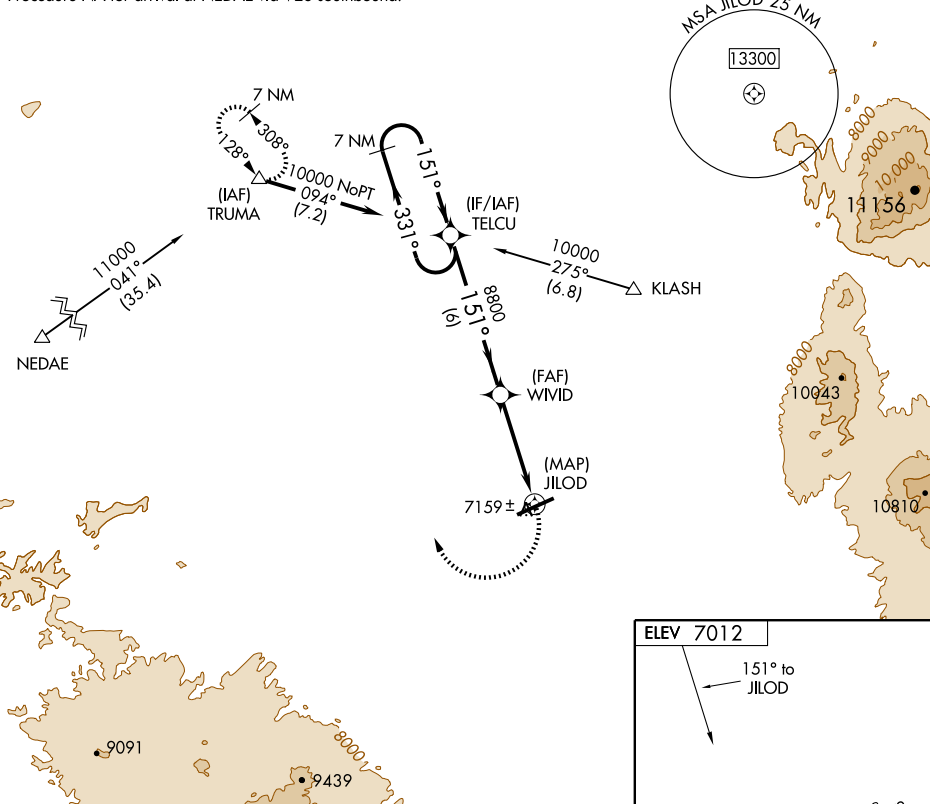 MSA JILOD 25 NM
13300
7 NM
308°
128°
(IAF)
TRUMA
10000 NoPT
094°
(7.2)
7 NM
151°
331°
(IF/IAF)
TELCU
11000
041°
(35.4)
NEDAE
10000
275°
(6.8)
KLASH
8800
151°
(6)
(FAF)
WIVID
(MAP)
JILOD
7159±
8000
9000
10,000
11156
8000
10043
10810
ELEV 7012
151° to
JILOD
9091
8000
9439